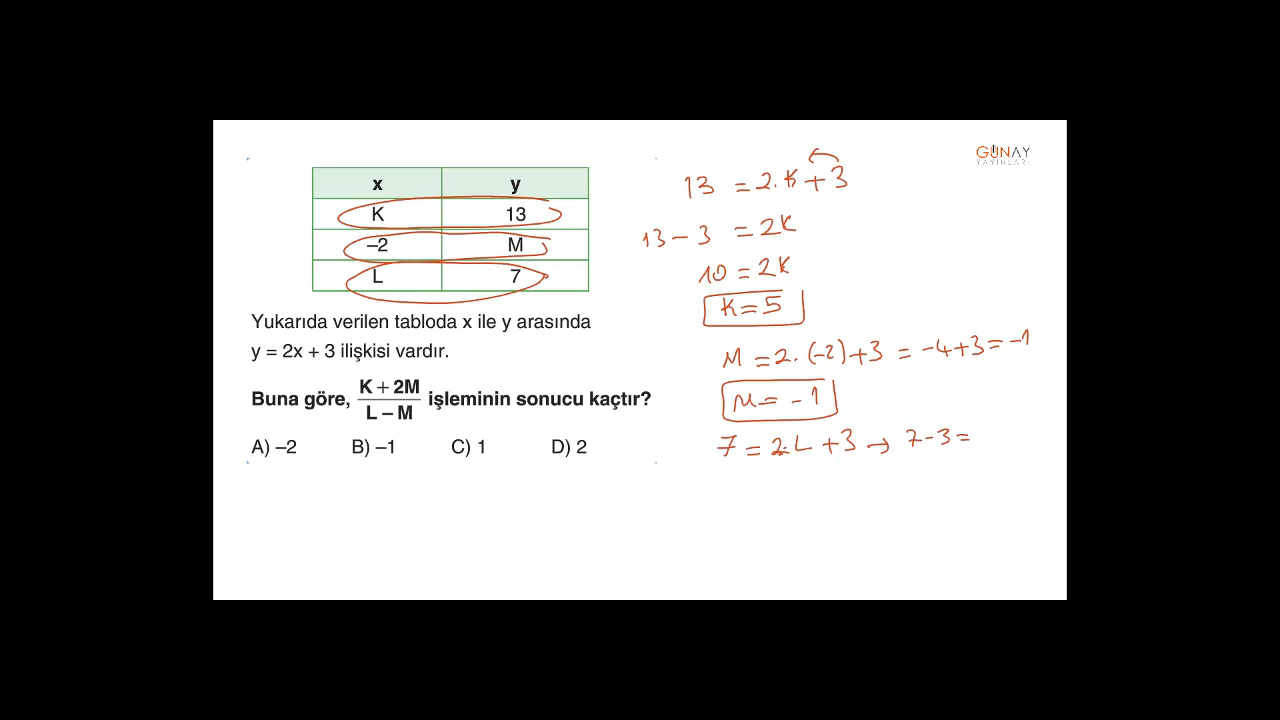 GÜNAY
YAYINLARI
x y
K 13
–2 M
L 7
Yukarıda verilen tabloda x ile y arasında
y = 2x + 3 ilişkisi vardır.
Buna göre, K + 2M / L – M işleminin sonucu kaçtır?
A) –2 B) –1 C) 1 D) 2
13 = 2.K + 3
13 - 3 = 2K
10 = 2K
K = 5
M = 2.(-2) + 3 = -4+3 = -1
M = -1
7 = 2.L + 3 → 7-3 =